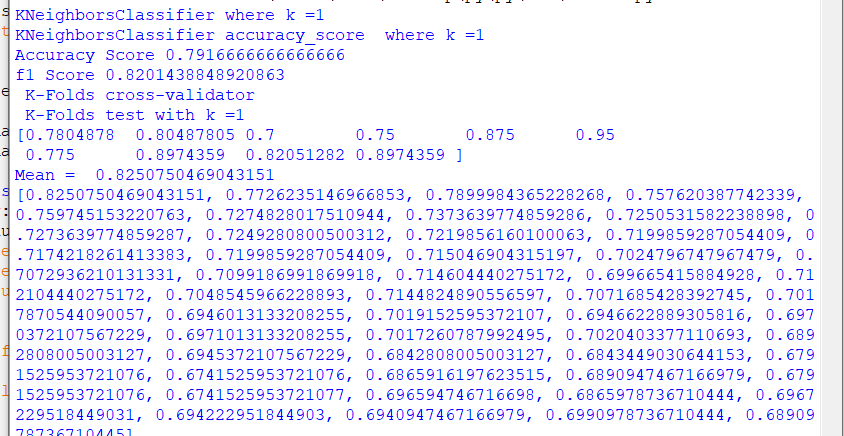 KNeighborsClassifier where k =1
KNeighborsClassifier accuracy_score  where k =1
Accuracy Score 0.7916666666666666
f1 Score 0.8201438848920863
 K-Folds cross-validator
 K-Folds test with k =1
[0.7804878  0.80487805 0.7        0.75       0.875      0.95
 0.775      0.8974359  0.82051282 0.8974359 ]
Mean =  0.8250750469043151
[0.8250750469043151, 0.7726235146966853, 0.7899984365228268, 0.757620387742339,
0.759745153220763, 0.7274828017510944, 0.7373639774859286, 0.7250531582238898, 0
.7273639774859287, 0.7249280800500312, 0.7219856160100063, 0.7199859287054409, 0
.7174218261413383, 0.7199859287054409, 0.715046904315197, 0.7024796747967479, 0.
7072936210131331, 0.7099186991869918, 0.714604440275172, 0.699665415884928, 0.71
2104440275172, 0.7048545966228893, 0.7144824890556597, 0.7071685428392745, 0.701
7870544090057, 0.6946013133208255, 0.7019152595372107, 0.6946622889305816, 0.697
0372107567229, 0.6971013133208255, 0.7017260787992495, 0.7020403377110693, 0.689
2808005003127, 0.6945372107567229, 0.6842808005003127, 0.6843449030644153, 0.679
1525953721076, 0.6741525953721076, 0.6865916197623515, 0.6890947467166979, 0.679
1525953721076, 0.6741525953721077, 0.696594746716698, 0.6865978736710444, 0.6967
229518449031, 0.694222951844903, 0.6940947467166979, 0.6990978736710444, 0.68909
787367104451